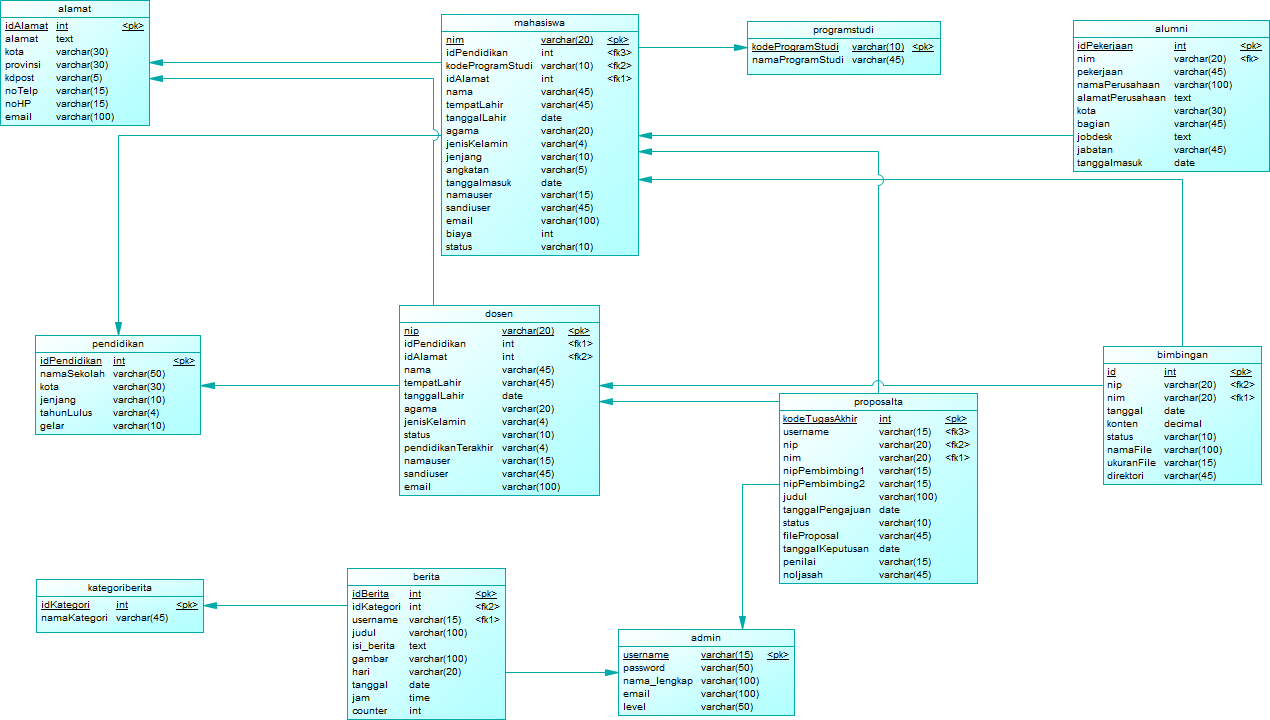 alamat
idAlamat int <pk>
alamat text
kota varchar(30)
provinsi varchar(30)
kdpost varchar(5)
noTelp varchar(15)
noHP varchar(15)
email varchar(100)
mahasiswa
nim varchar(20) <pk>
idPendidikan int <fk3>
kodeProgramStudi varchar(10) <fk2>
idAlamat int <fk1>
nama varchar(45)
tempatLahir varchar(45)
tanggalLahir date
agama varchar(20)
jenisKelamin varchar(4)
jenjang varchar(10)
angkatan varchar(5)
tanggalmasuk date
namauser varchar(15)
sandiuser varchar(45)
email varchar(100)
biaya int
status varchar(10)
programstudi
kodeProgramStudi varchar(10) <pk>
namaProgramStudi varchar(45)
alumni
idPekerjaan int <pk>
nim varchar(20) <fk>
pekerjaan varchar(45)
namaPerusahaan varchar(100)
alamatPerusahaan text
kota varchar(30)
bagian varchar(45)
jobdesk text
jabatan varchar(45)
tanggalmasuk date
pendidikan
idPendidikan int <pk>
namaSekolah varchar(50)
kota varchar(30)
jenjang varchar(10)
tahunLulus varchar(4)
gelar varchar(10)
dosen
nip varchar(20) <pk>
idPendidikan int <fk1>
idAlamat int <fk2>
nama varchar(45)
tempatLahir varchar(45)
tanggalLahir date
agama varchar(20)
jenisKelamin varchar(4)
status varchar(10)
pendidikanTerakhir varchar(4)
namauser varchar(15)
sandiuser varchar(45)
email varchar(100)
proposalta
kodeTugasAkhir int <pk>
username varchar(15) <fk3>
nip varchar(20) <fk2>
nim varchar(20) <fk1>
nipPembimbing1 varchar(15)
nipPembimbing2 varchar(15)
judul varchar(100)
tanggalPengajuan date
status varchar(10)
fileProposal varchar(45)
tanggalKeputusan date
penilai varchar(15)
noIjasah varchar(45)
bimbingan
id int <pk>
nip varchar(20) <fk2>
nim varchar(20) <fk1>
tanggal date
konten decimal
status varchar(10)
namaFile varchar(100)
ukuranFile varchar(15)
direktori varchar(45)
kategoriberita
idKategori int <pk>
namaKategori varchar(45)
berita
idBerita int <pk>
idKategori int <fk2>
username varchar(15) <fk1>
judul varchar(100)
isi_berita text
gambar varchar(100)
hari varchar(20)
tanggal date
jam time
counter int
admin
username varchar(15) <pk>
password varchar(50)
nama_lengkap varchar(100)
email varchar(100)
level varchar(50)